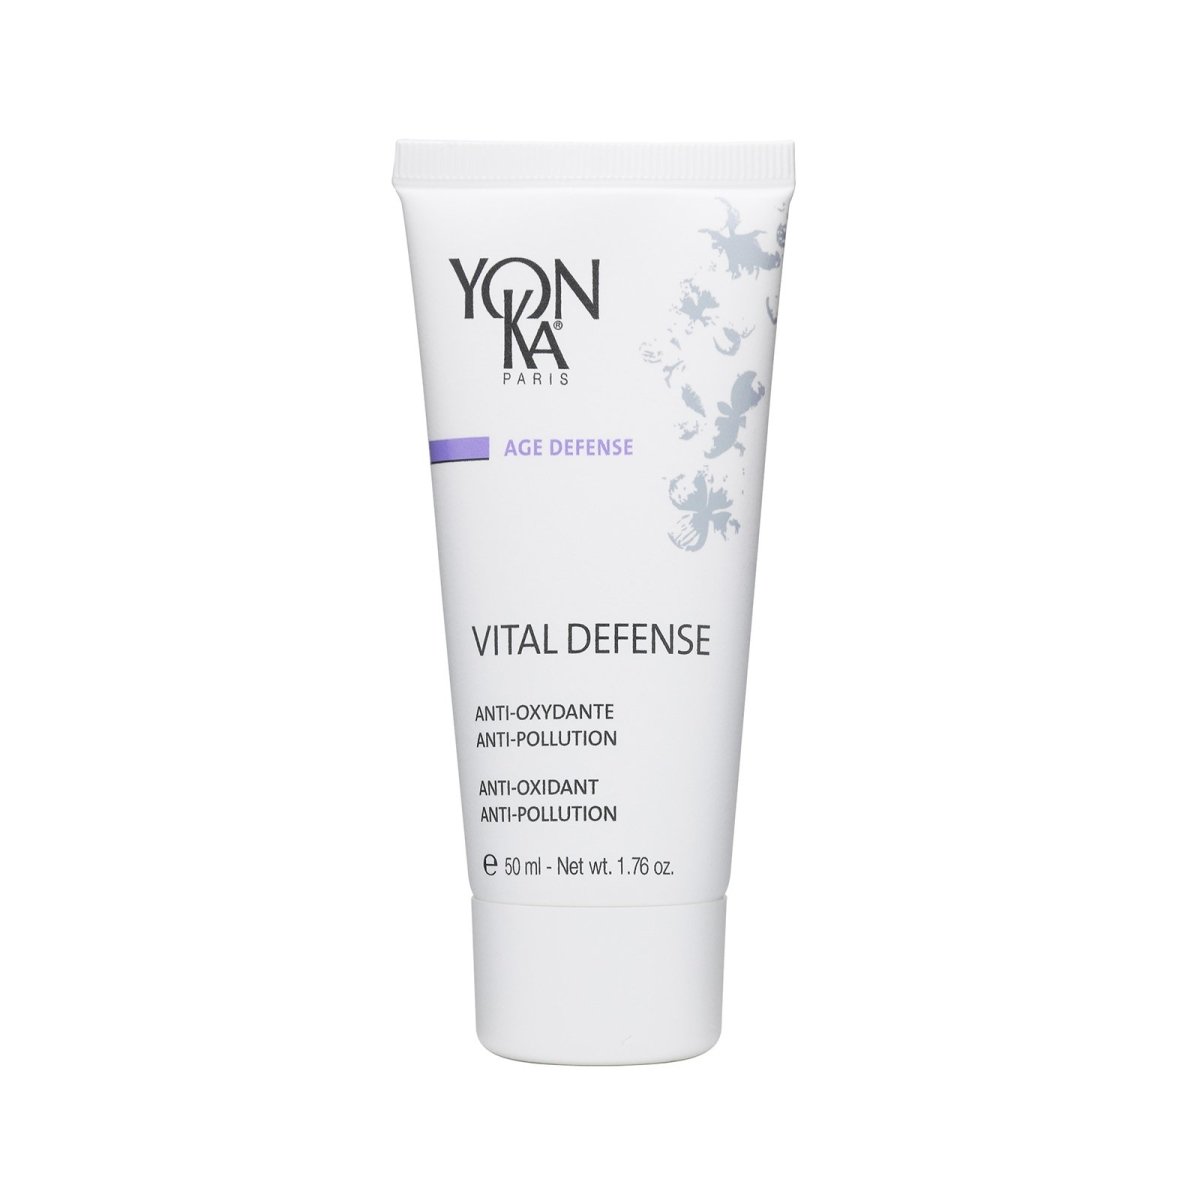 YON
KA®
PARIS
AGE DEFENSE
VITAL DEFENSE
ANTI-OXYDANTE
ANTI-POLLUTION
ANTI-OXIDANT
ANTI-POLLUTION
℮ 50 ml - Net wt. 1.76 oz.